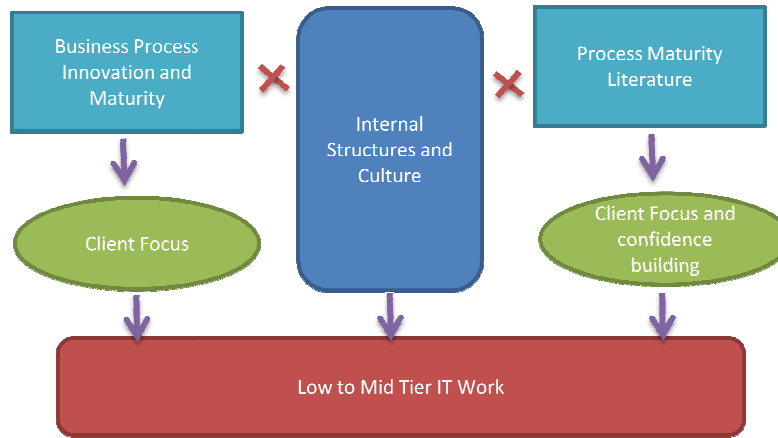 Business Process
Innovation and
Maturity
Internal
Structures and
Culture
Process Maturity
Literature
Client Focus
Client Focus and
confidence
building
Low to Mid Tier IT Work